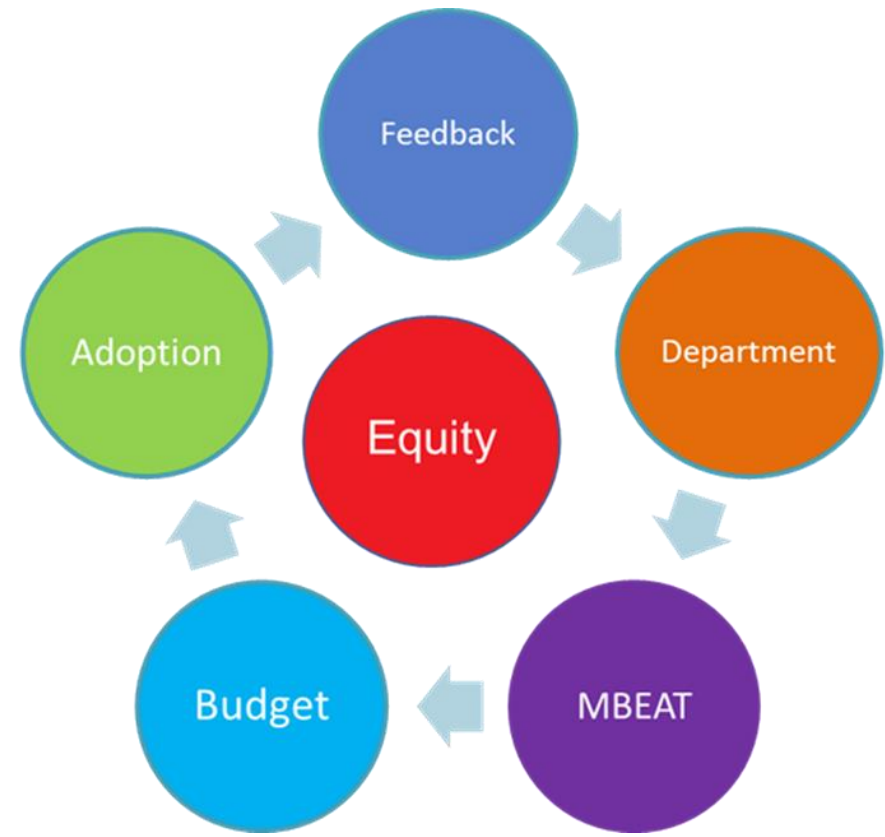 Feedback
Adoption
Department
Equity
Budget
MBEAT